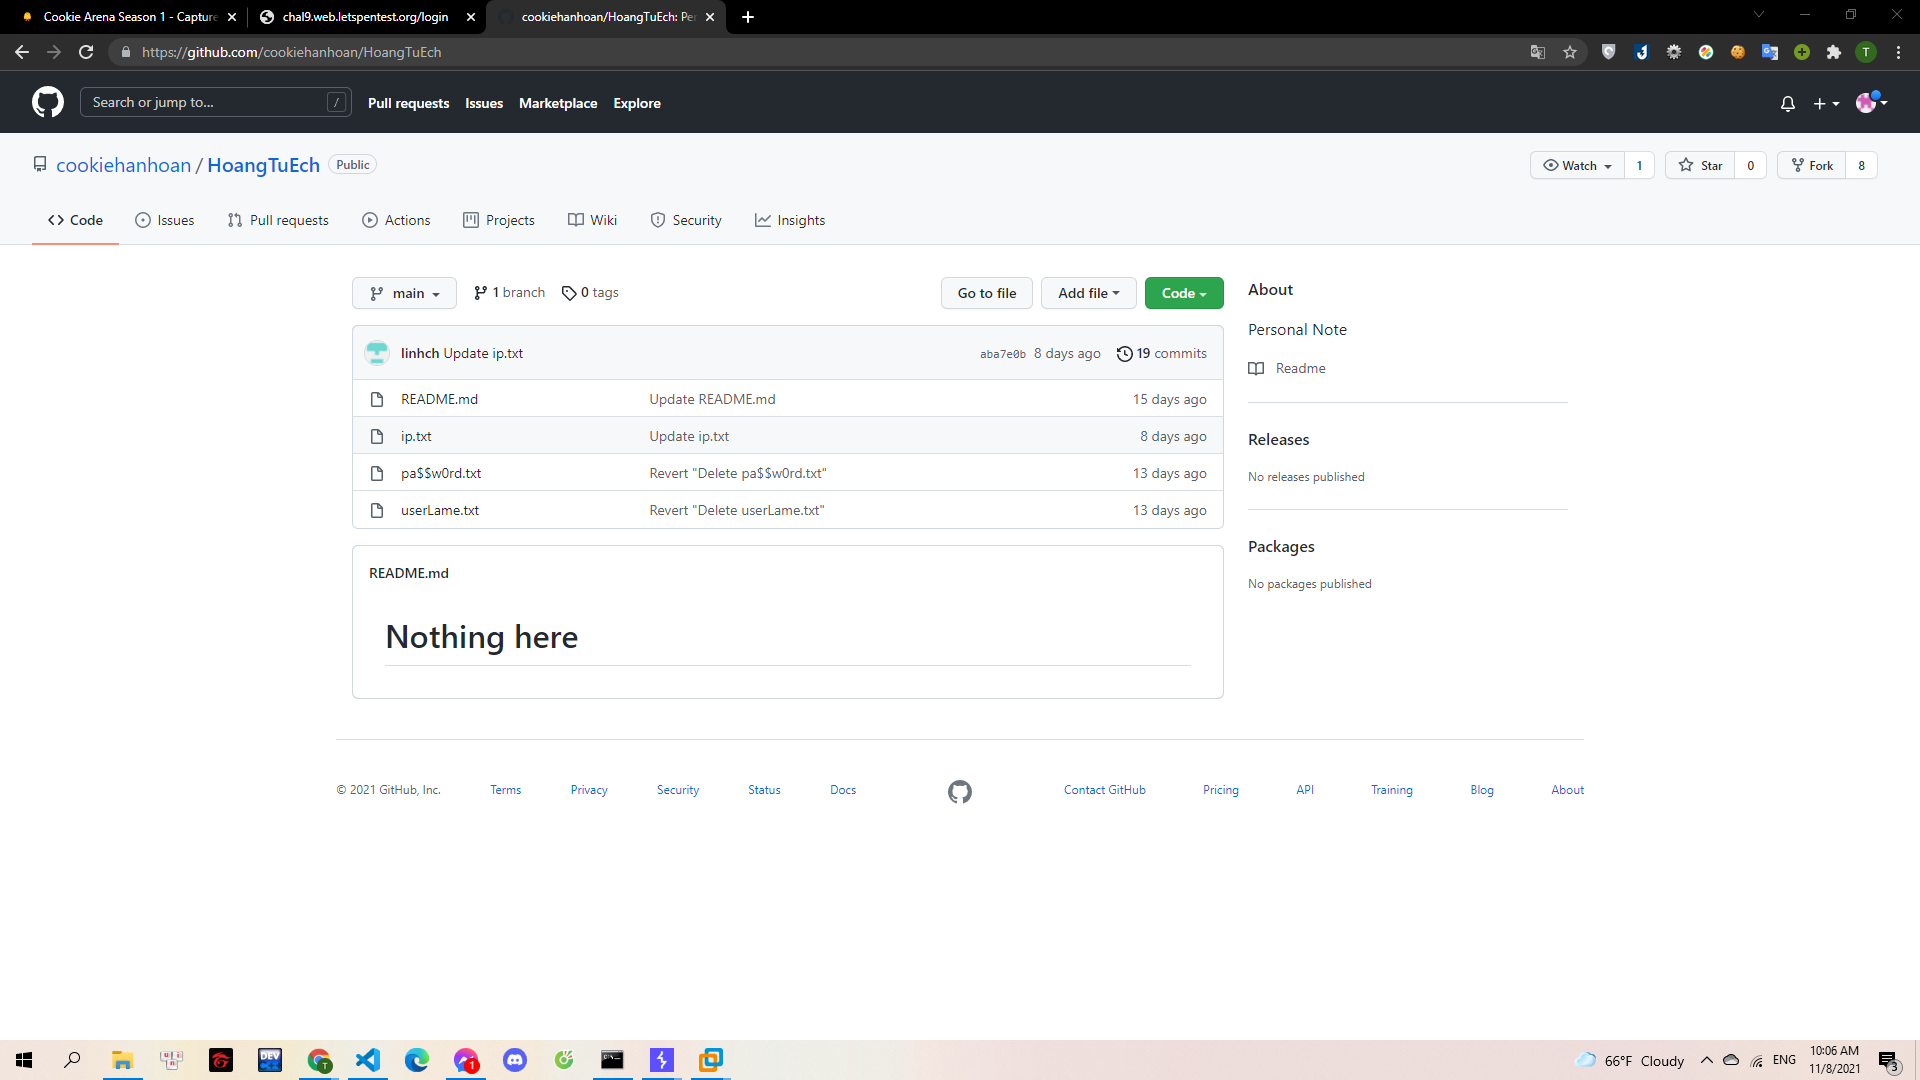 Cookie Arena Season 1 - Capture
chal9.web.letspentest.org/login
cookiehanhoan/HoangTuEch: Per
https://github.com/cookiehanhoan/HoangTuEch
T
Search or jump to...
/
Pull requests
Issues
Marketplace
Explore
cookiehanhoan / HoangTuEch
Public
Watch
1
Star
0
Fork
8
Code
Issues
Pull requests
Actions
Projects
Wiki
Security
Insights
main
1 branch
0 tags
Go to file
Add file
Code
linhch Update ip.txt
aba7e0b 8 days ago
19 commits
README.md
Update README.md
15 days ago
ip.txt
Update ip.txt
8 days ago
pa$$w0rd.txt
Revert "Delete pa$$w0rd.txt"
13 days ago
userLame.txt
Revert "Delete userLame.txt"
13 days ago
README.md
Nothing here
About
Personal Note
Readme
Releases
No releases published
Packages
No packages published
© 2021 GitHub, Inc.
Terms
Privacy
Security
Status
Docs
Contact GitHub
Pricing
API
Training
Blog
About
DEV
T
1
66°F Cloudy
ENG
10:06 AM
11/8/2021
3